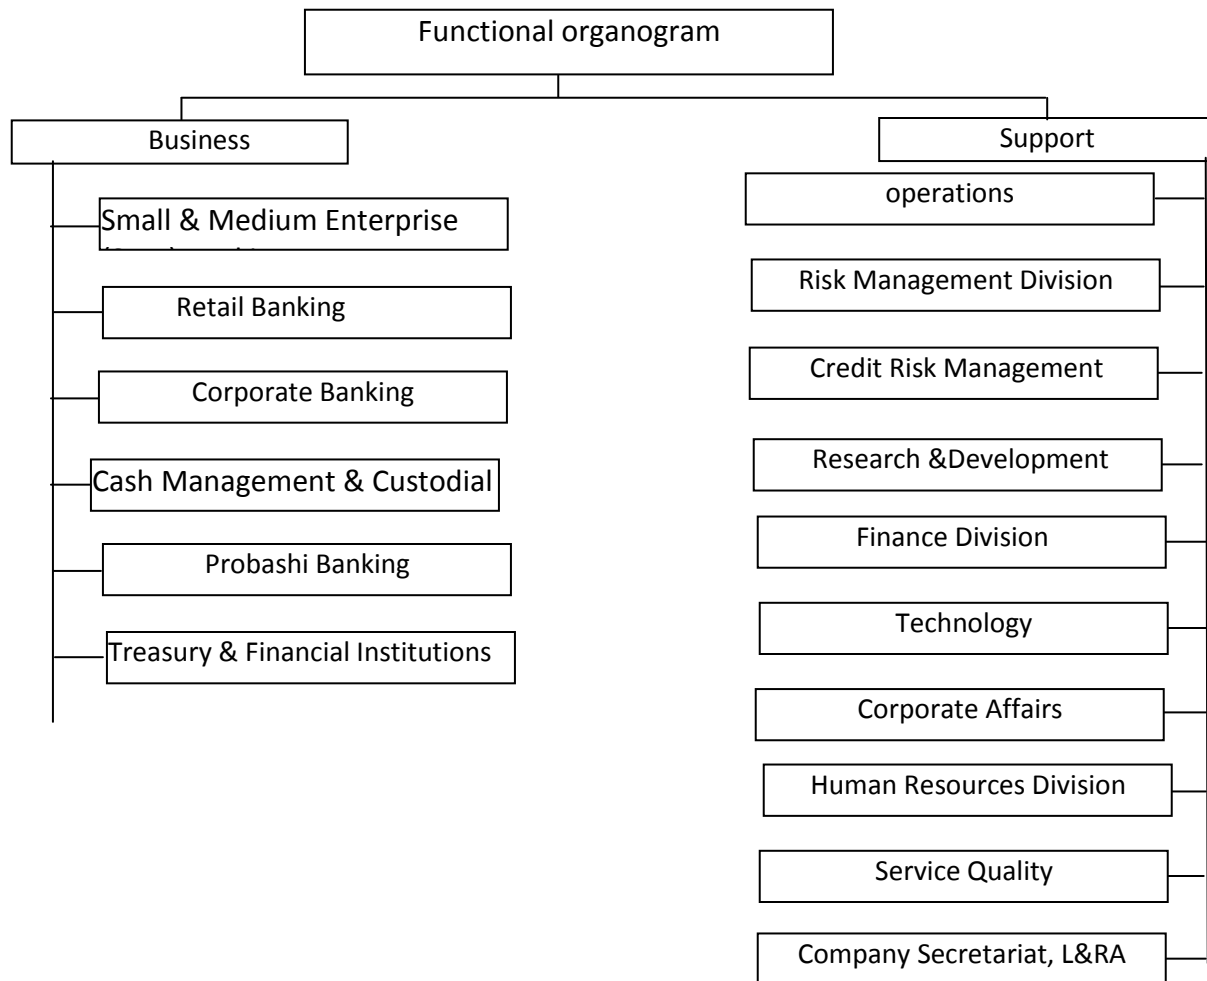 Functional organogram
Business
Small & Medium Enterprise
Retail Banking
Corporate Banking
Cash Management & Custodial
Probashi Banking
Treasury & Financial Institutions
Support
operations
Risk Management Division
Credit Risk Management
Research &Development
Finance Division
Technology
Corporate Affairs
Human Resources Division
Service Quality
Company Secretariat, L&RA